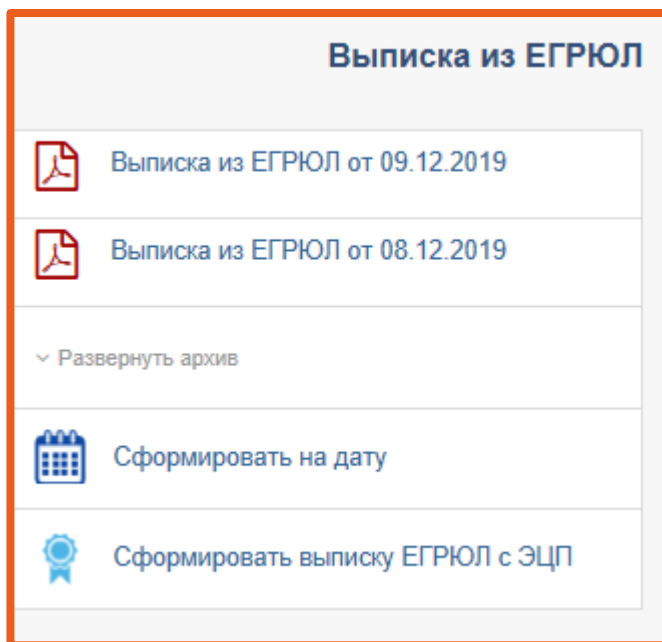 Выписка из ЕГРЮЛ
Выписка из ЕГРЮЛ от 09.12.2019
Выписка из ЕГРЮЛ от 08.12.2019
Развернуть архив
Сформировать на дату
Сформировать выписку ЕГРЮЛ с ЭЦП